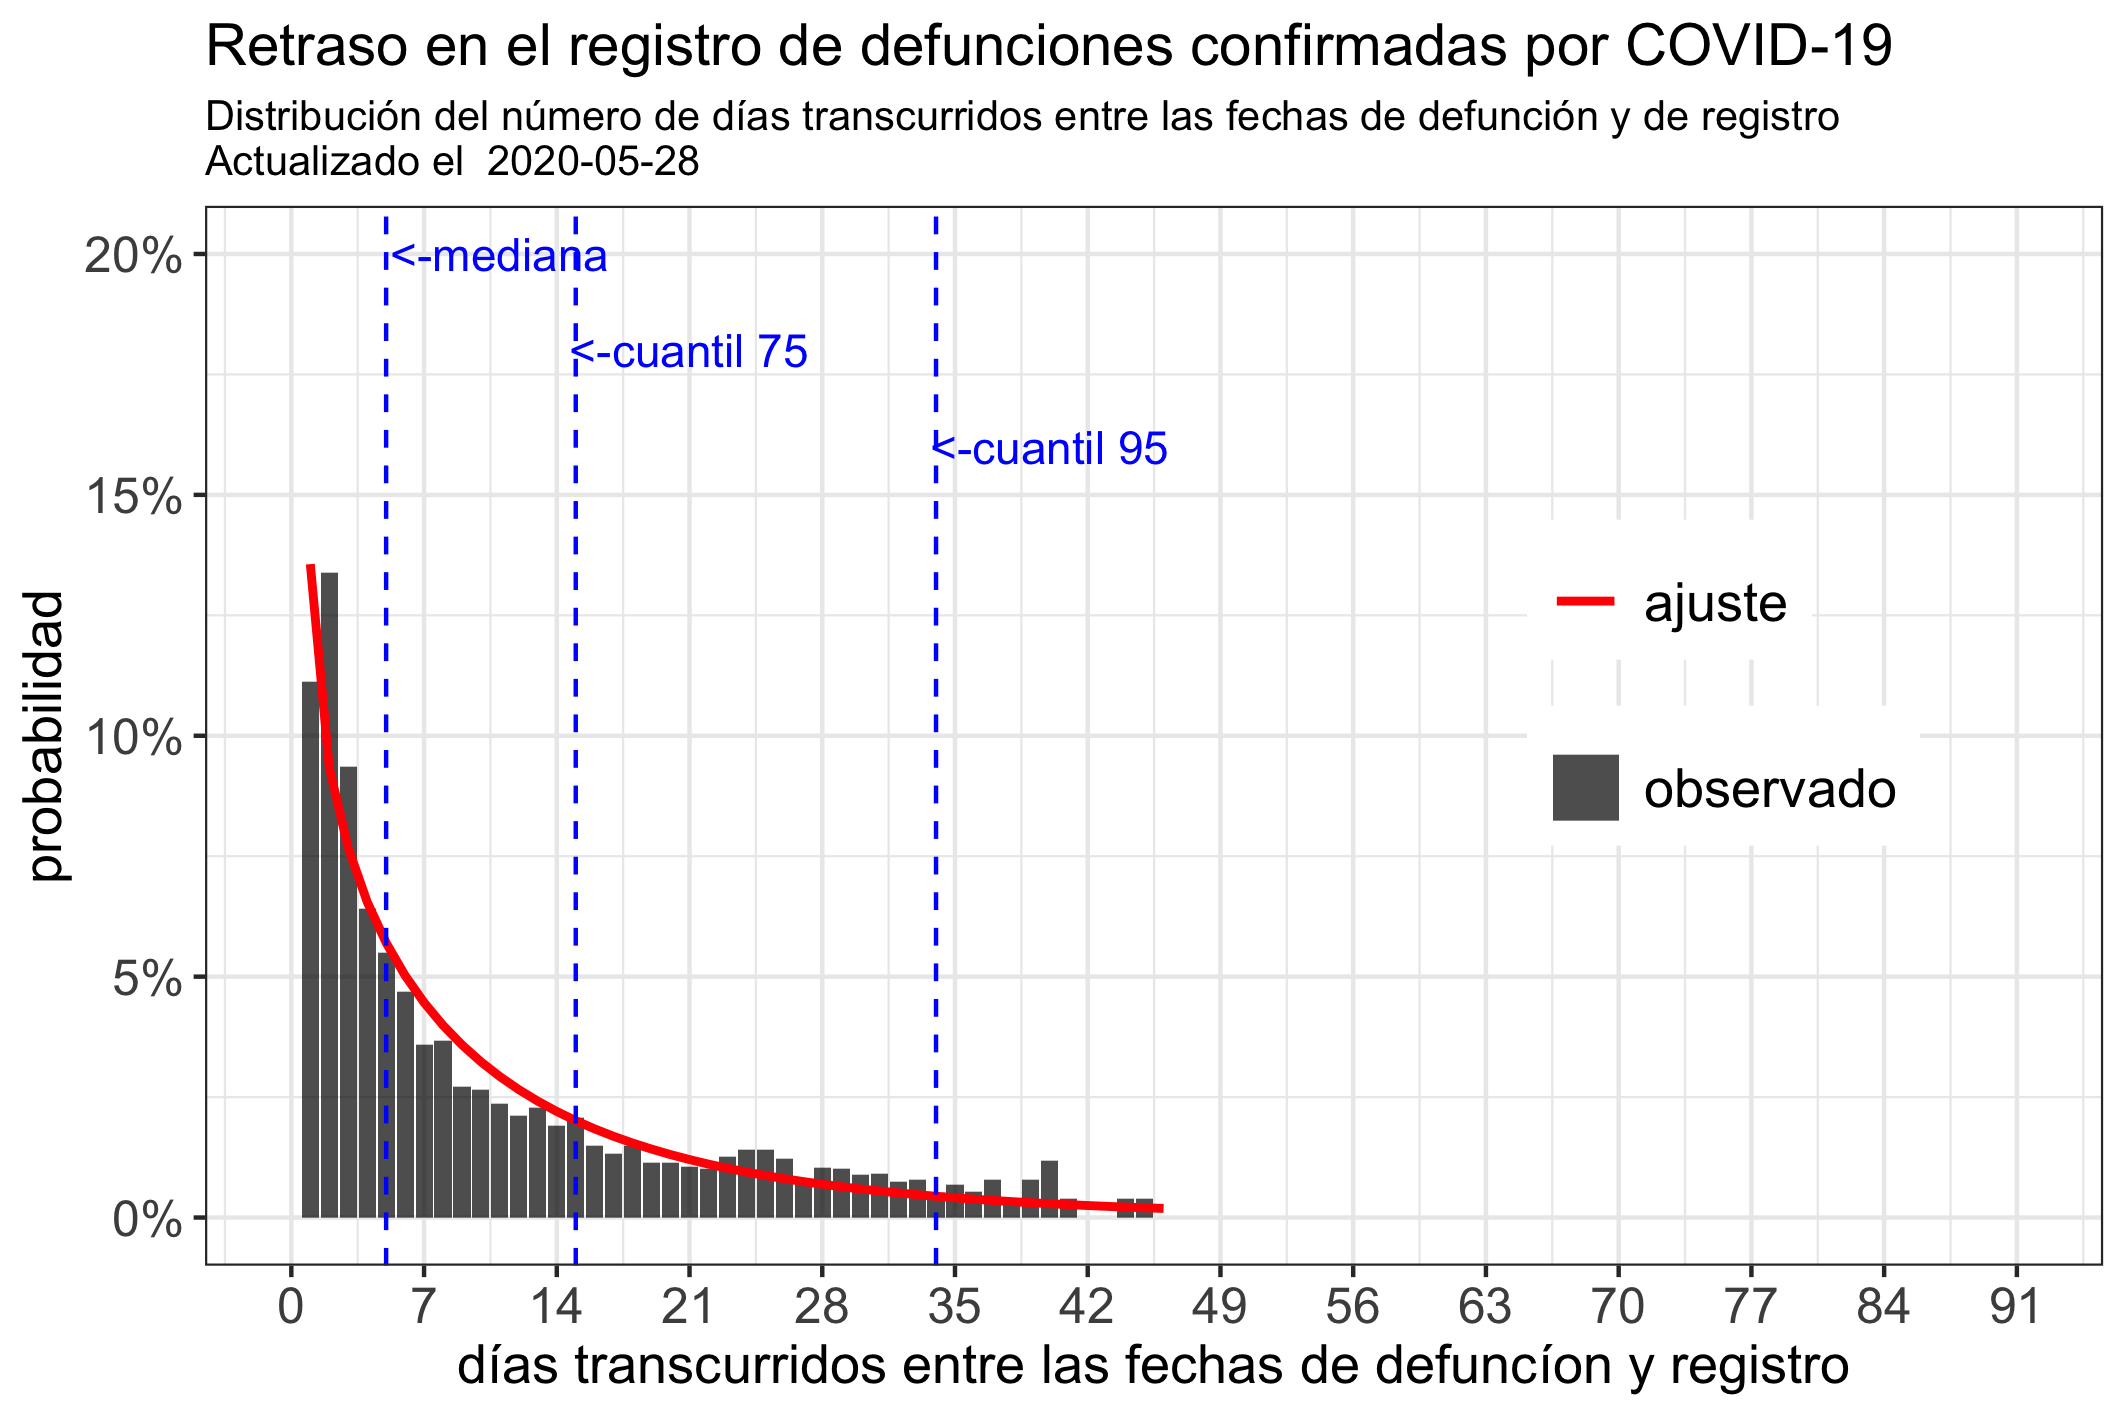 Retraso en el registro de defunciones confirmadas por COVID-19
Distribución del número de días transcurridos entre las fechas de defunción y de registro
Actualizado el  2020-05-28
20%
15%
10%
5%
0%
probabilidad
<-mediana
<-cuantil 75
<-cuantil 95
ajuste
observado
0 7 14 21 28 35 42 49 56 63 70 77 84 91
días transcurridos entre las fechas de defuncíon y registro